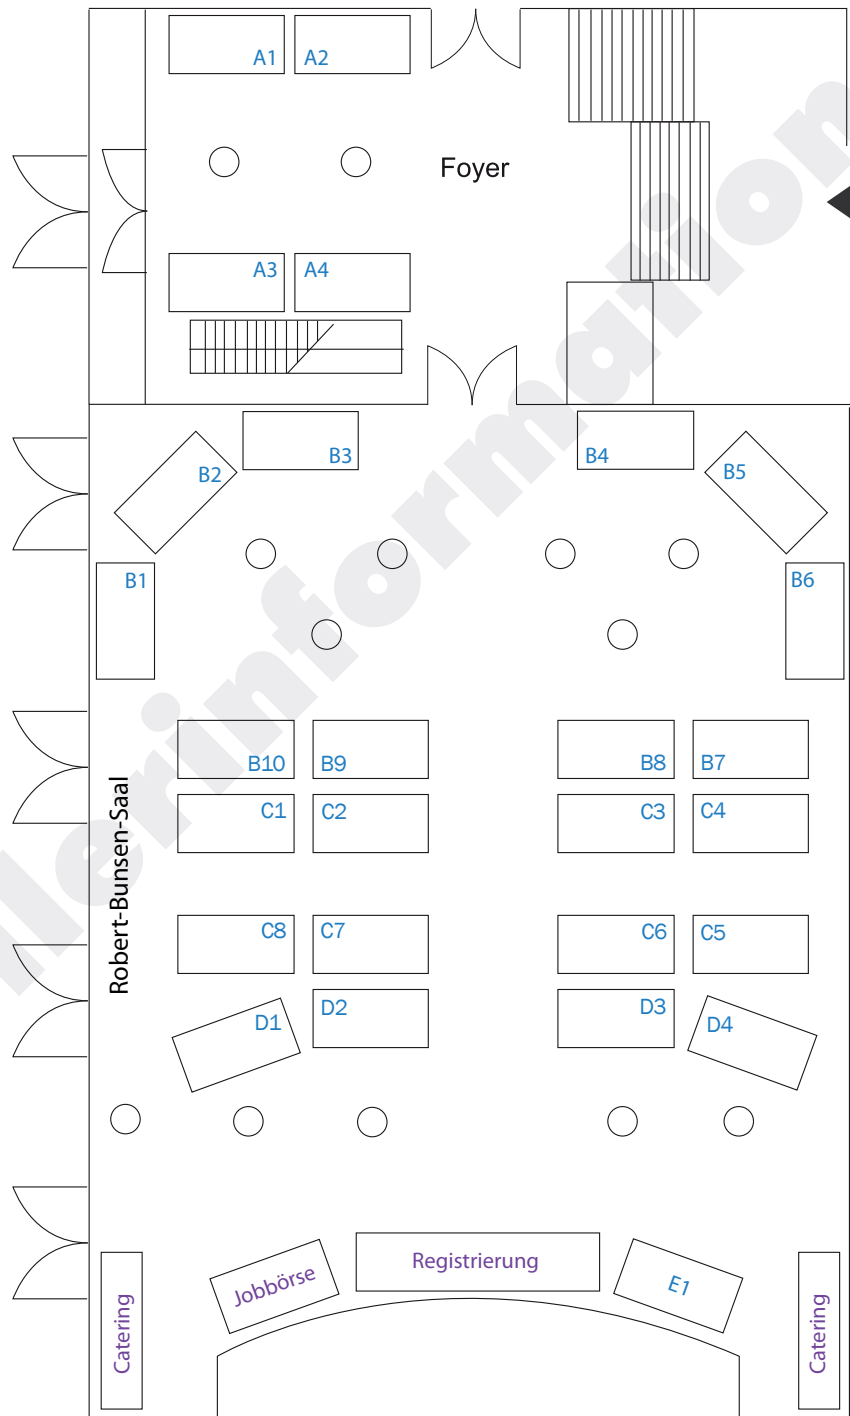 A1
A2
Foyer
A3
A4
B3
B4
B2
B5
B1
B6
B10
B9
B8
B7
C1
C2
C3
C4
Robert-Bunsen-Saal
C8
C7
C6
C5
D1
D2
D3
D4
Registrierung
Jobbörse
E1
Catering
Catering
llerinformation